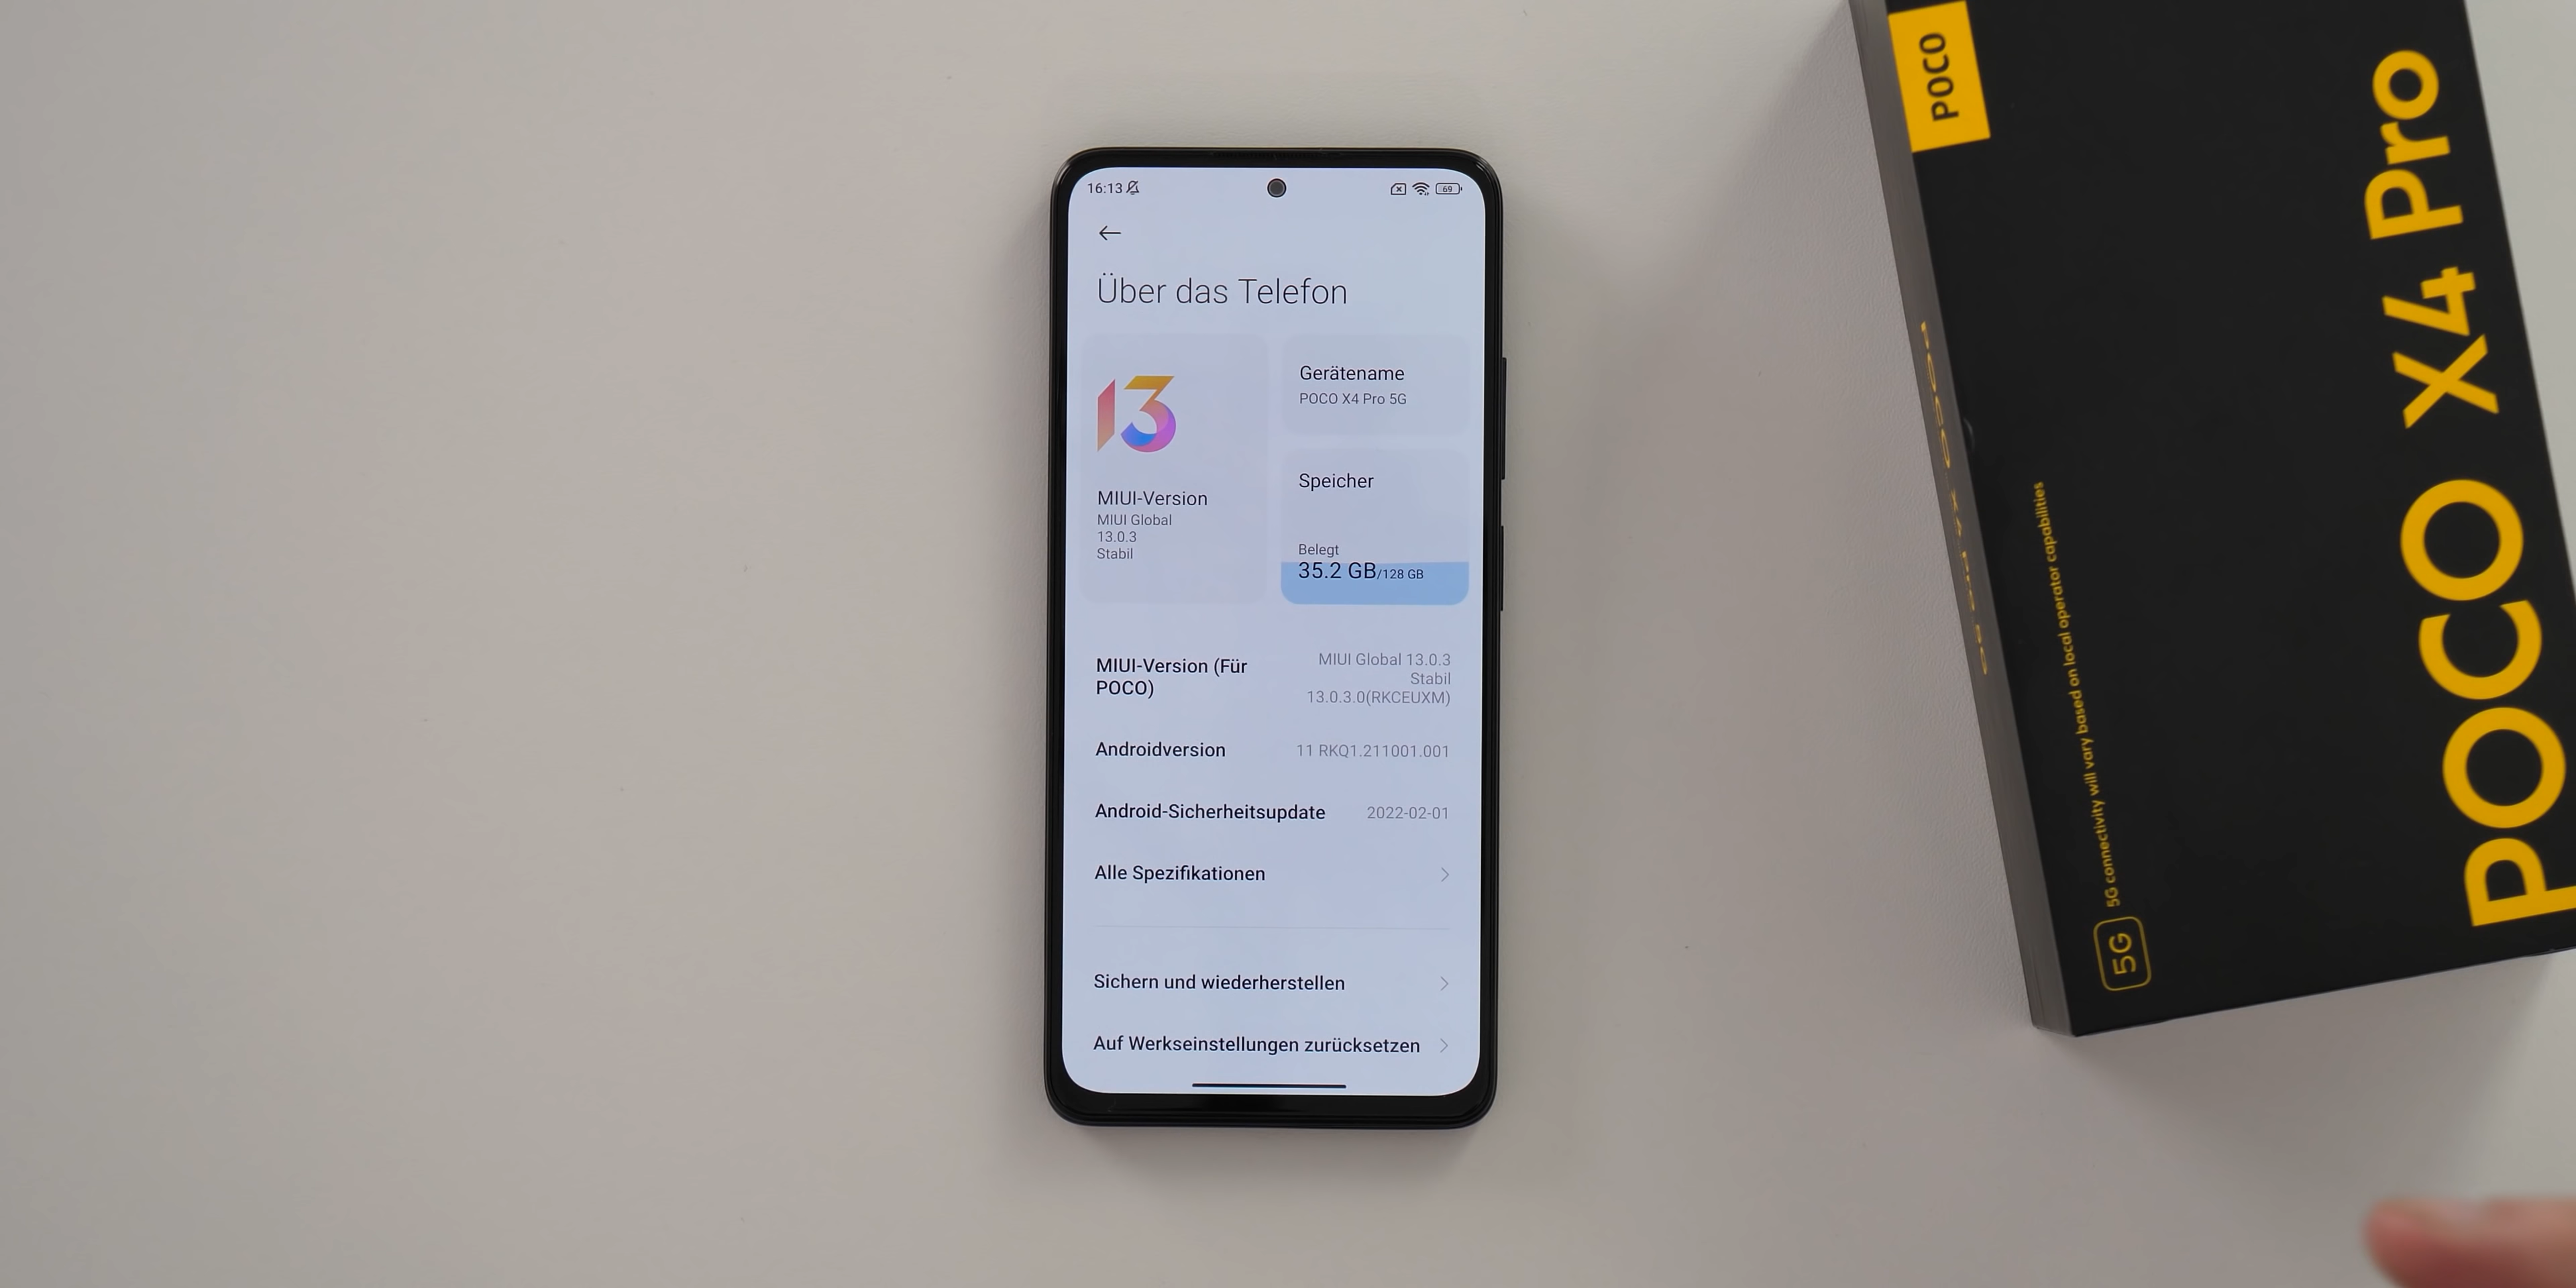 16:13
69
Über das Telefon
13
MIUI-Version
MIUI Global
13.0.3
Stabil
Gerätename
POCO X4 Pro 5G
Speicher
Belegt
35.2 GB/128 GB
MIUI-Version (Für
POCO)
MIUI Global 13.0.3
Stabil
13.0.3.0(RKCEUXM)
Androidversion
11 RKQ1.211001.001
Android-Sicherheitsupdate
2022-02-01
Alle Spezifikationen
Sichern und wiederherstellen
Auf Werkseinstellungen zurücksetzen
POCO
POCO X4 Pro
5G
5G connectivity will vary based on local operator capabilities